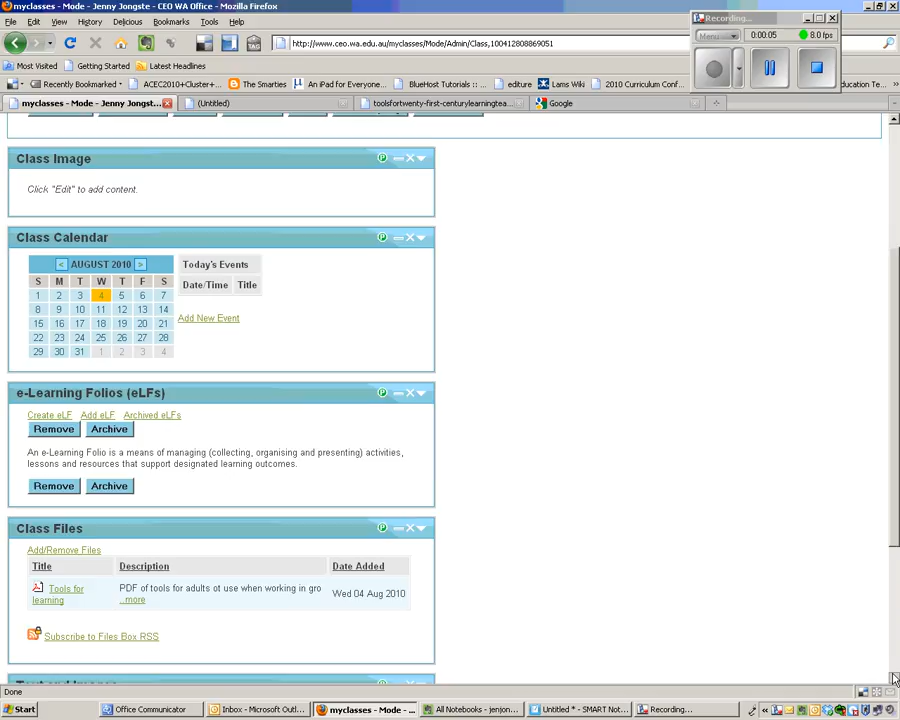 myclasses - Mode - Jenny Jongste - CEO WA Office - Mozilla Firefox
File Edit View History Delicious Bookmarks Tools Help
http://www.ceo.wa.edu.au/myclasses/Mode/Admin/Class,100412808869051
Most Visited Getting Started Latest Headlines
Recently Bookmarked ACEC2010+Cluster+... The Smarties An iPad for Everyone... BlueHost Tutorials :... editure Lams Wiki 2010 Curriculum Conf...
myclasses - Mode - Jenny Jongst... (Untitled) toolsfortwenty-first-centurylearningtea... Google
Recording...
Menu 0:00:05 8.0 fps
Class Image
Click "Edit" to add content.
Class Calendar
< AUGUST 2010 > Today's Events
S M T W T F S Date/Time Title
1 2 3 4 5 6 7
8 9 10 11 12 13 14
15 16 17 18 19 20 21 Add New Event
22 23 24 25 26 27 28
29 30 31 1 2 3 4
e-Learning Folios (eLFs)
Create eLF Add eLF Archived eLFs
Remove Archive
An e-Learning Folio is a means of managing (collecting, organising and presenting) activities,
lessons and resources that support designated learning outcomes.
Remove Archive
Class Files
Add/Remove Files
Title Description Date Added
Tools for learning PDF of tools for adults ot use when working in gro ...more Wed 04 Aug 2010
Subscribe to Files Box RSS
Text and Images
Done
Start Office Communicator Inbox - Microsoft Outl... myclasses - Mode - ... All Notebooks - jenjon... Untitled * - SMART Not... Recording...